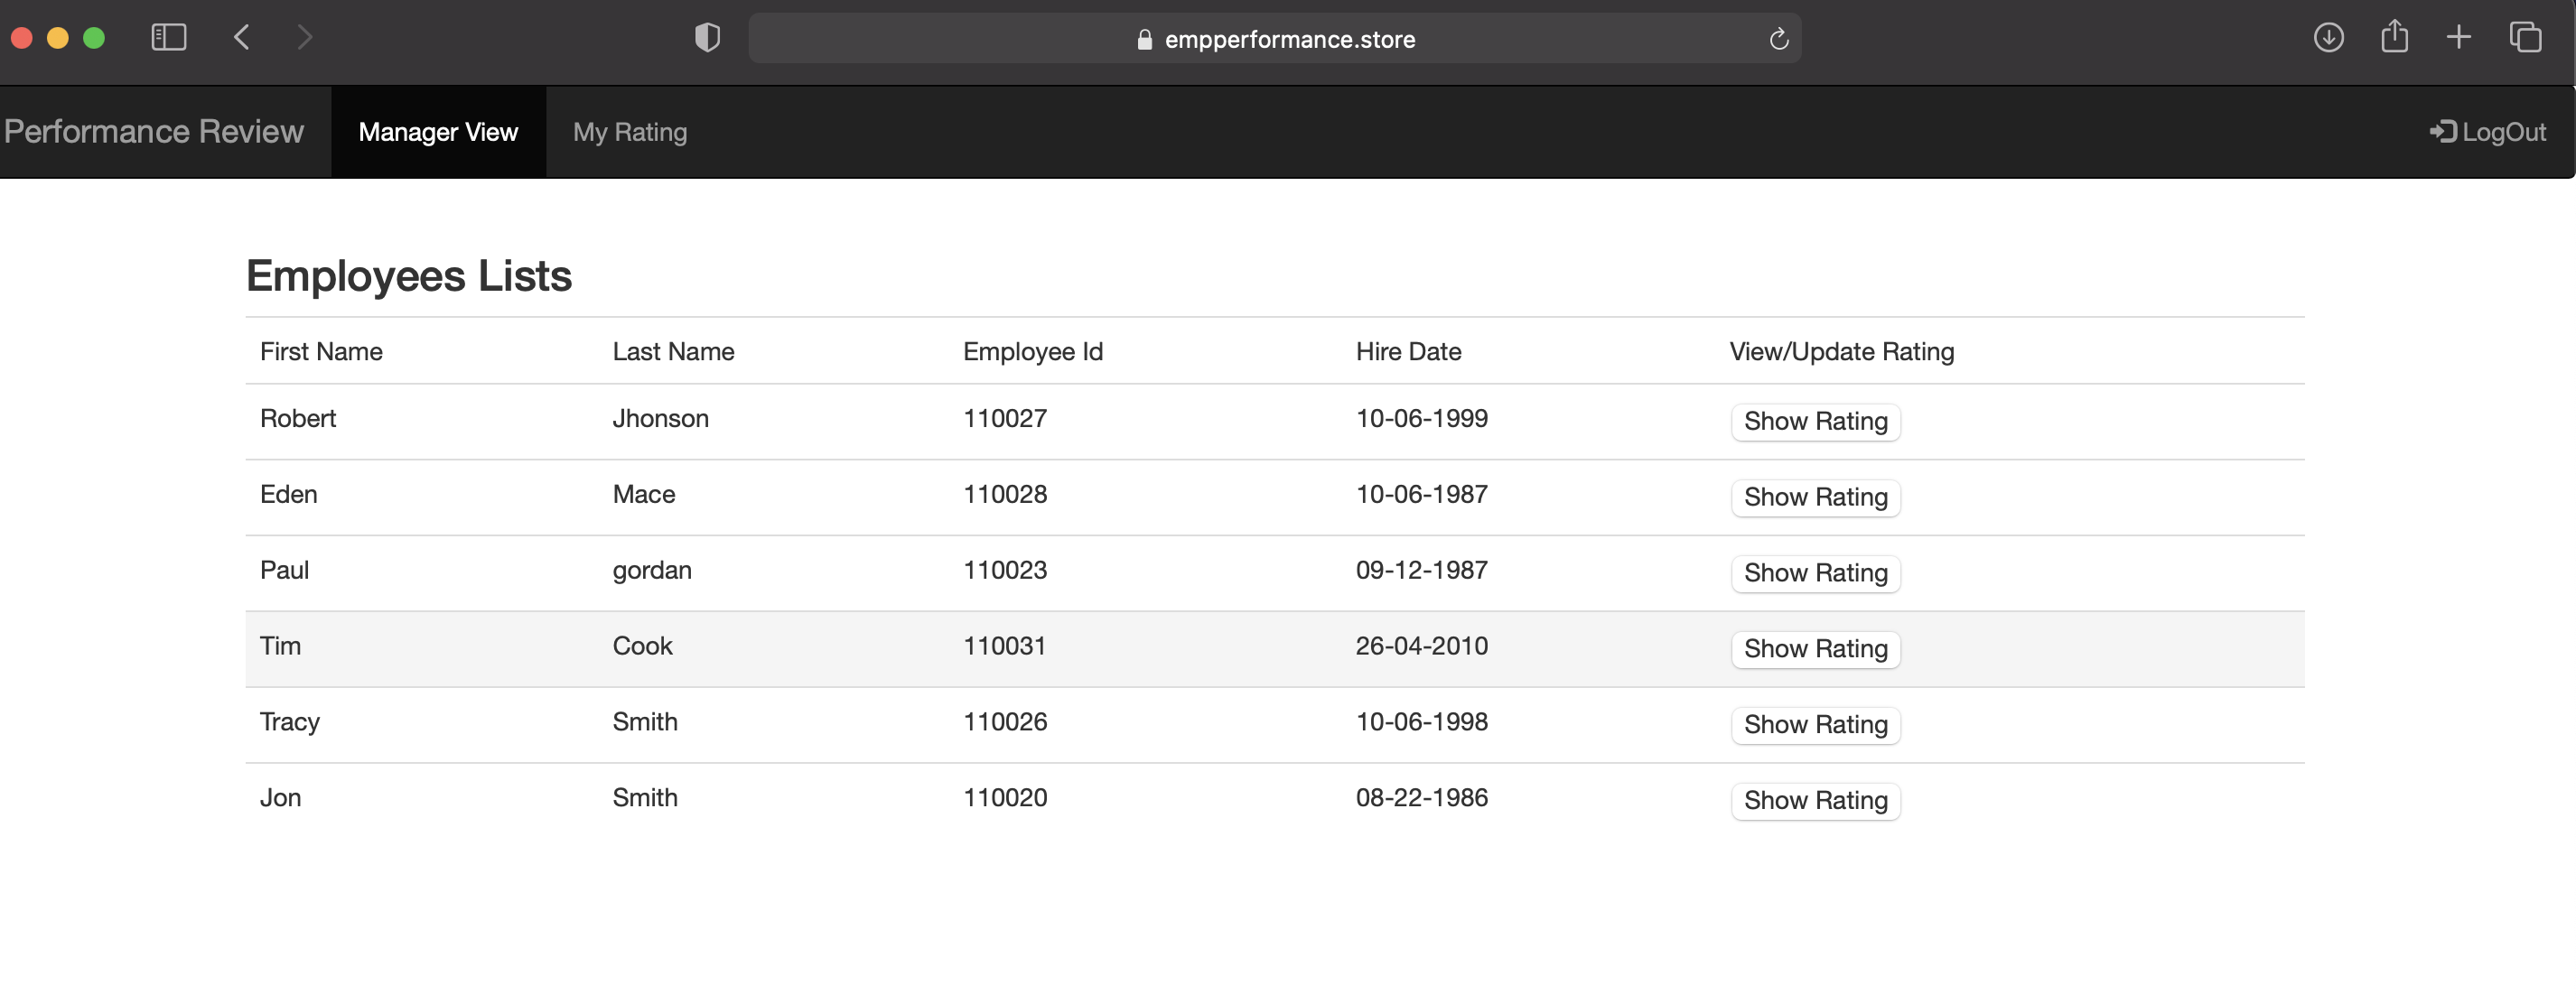 empperformance.store
Performance Review Manager View My Rating LogOut
Employees Lists
First Name Last Name Employee Id Hire Date View/Update Rating
Robert Jhonson 110027 10-06-1999 Show Rating
Eden Mace 110028 10-06-1987 Show Rating
Paul gordan 110023 09-12-1987 Show Rating
Tim Cook 110031 26-04-2010 Show Rating
Tracy Smith 110026 10-06-1998 Show Rating
Jon Smith 110020 08-22-1986 Show Rating